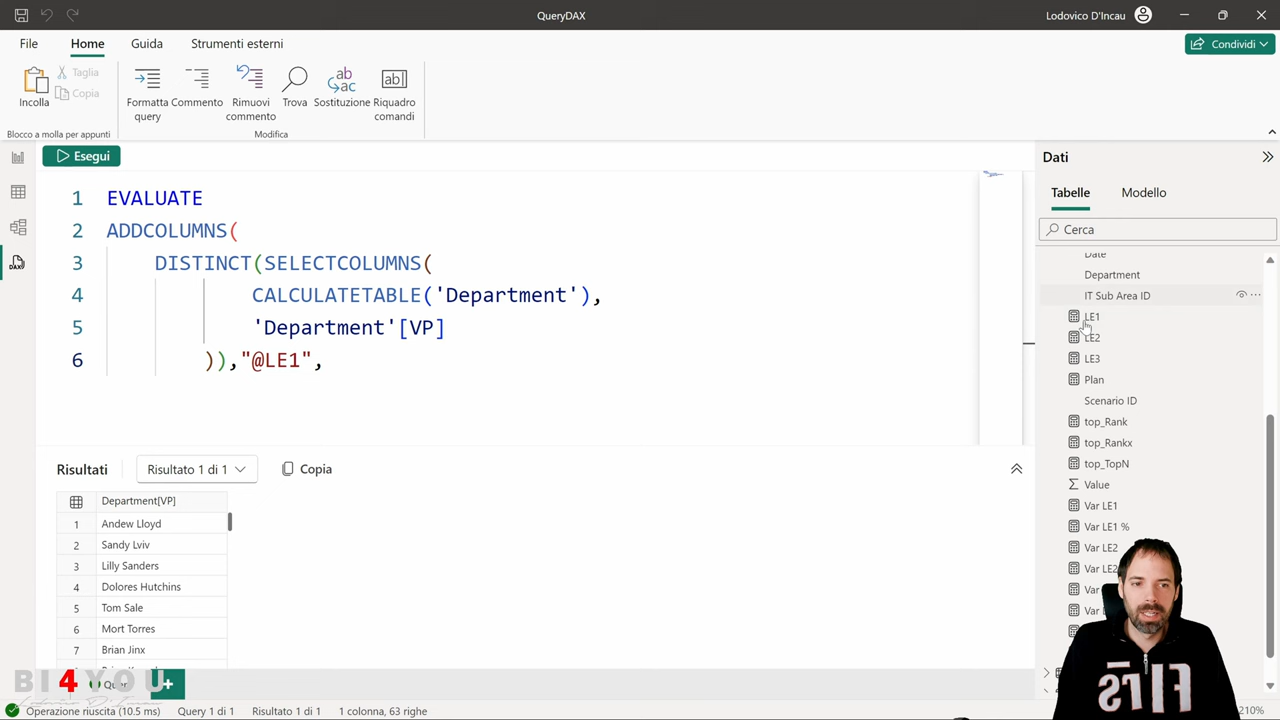 QueryDAX
Lodovico D'Incau
File
Home
Guida
Strumenti esterni
Condividi
Incolla
Taglia
Copia
Formatta query
Commento
Rimuovi commento
Trova
Sostituzione
Riquadro comandi
Blocco a molla per appunti
Modifica
Esegui
1 EVALUATE
2 ADDCOLUMNS(
3 DISTINCT(SELECTCOLUMNS(
4 CALCULATETABLE('Department'),
5 'Department'[VP]
6 )),"@LE1",
Risultati
Risultato 1 di 1
Copia
Department[VP]
1 Andew Lloyd
2 Sandy Lviv
3 Lilly Sanders
4 Dolores Hutchins
5 Tom Sale
6 Mort Torres
7 Brian Jinx
Dati
Tabelle
Modello
Cerca
Date
Department
IT Sub Area ID
LE1
LE2
LE3
Plan
Scenario ID
top_Rank
top_Rankx
top_TopN
Value
Var LE1
Var LE1 %
Var LE2
Var LE2
Var
BI4YOU
Lodovico D'Incau
Operazione riuscita (10.5 ms)
Query 1 di 1
Risultato 1 di 1
1 colonna, 63 righe
210%